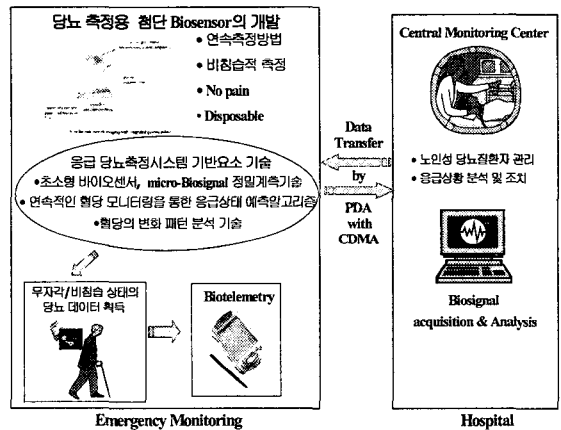 당뇨 측정용 첨단 Biosensor의 개발
• 연속측정방법
• 비침습적 측정
• No pain
• Disposable
응급 당뇨측정시스템 기반요소 기술
•초소형 바이오센서, micro-Biosignal 정밀계측기술
• 연속적인 혈당 모니터링을 통한 응급상태 예측알고리즘
•혈당의 변화 패턴 분석 기술
무자각/비침습 상태의
당뇨 데이터 획득
Biotelemetry
Emergency Monitoring
Data
Transfer
by
PDA
with
CDMA
Central Monitoring Center
• 노인성 당뇨질환자 관리
• 응급상황 분석 및 조치
Biosignal
acquisition & Analysis
Hospital